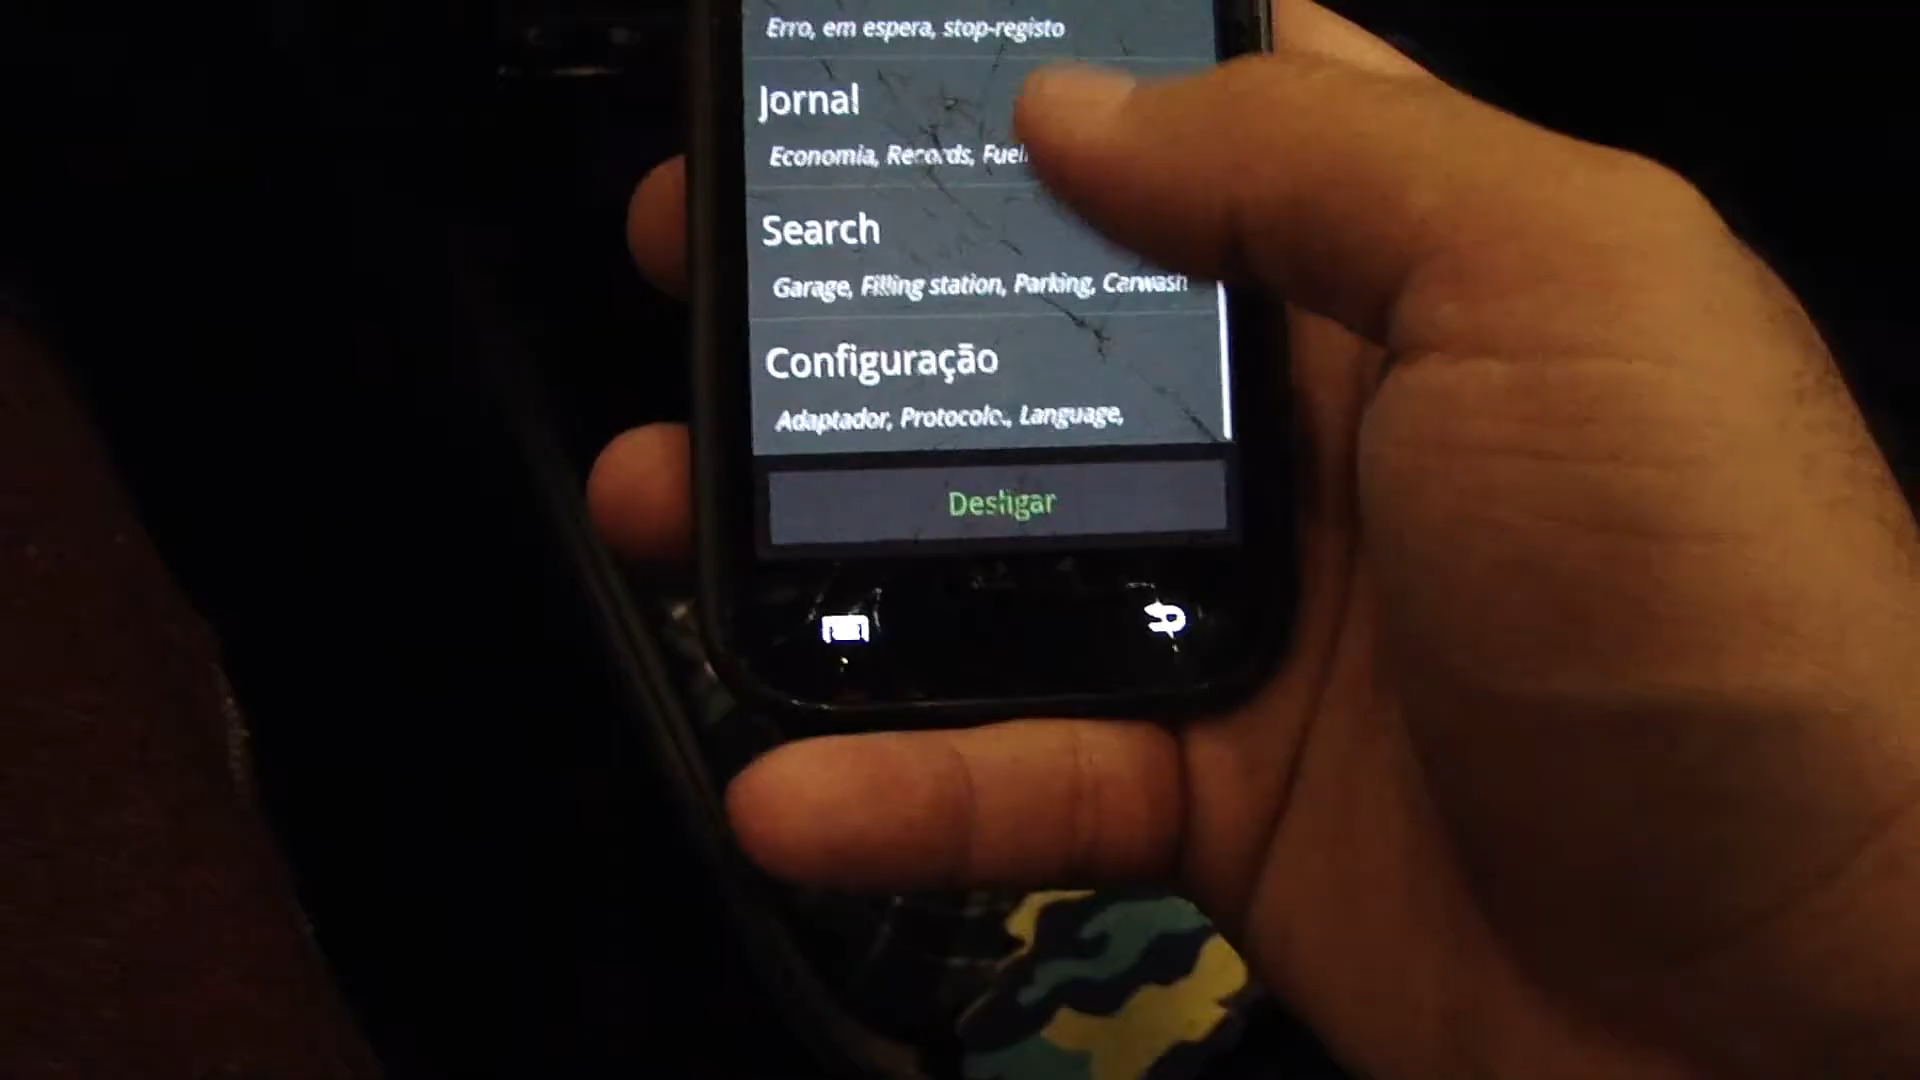 Erro, em espera, stop-registo
Jornal
Economia, Records,
Search
Garage, Filling station, Parking, Carwash
Configuração
Adaptador, Protocolo., Language,
Desligar